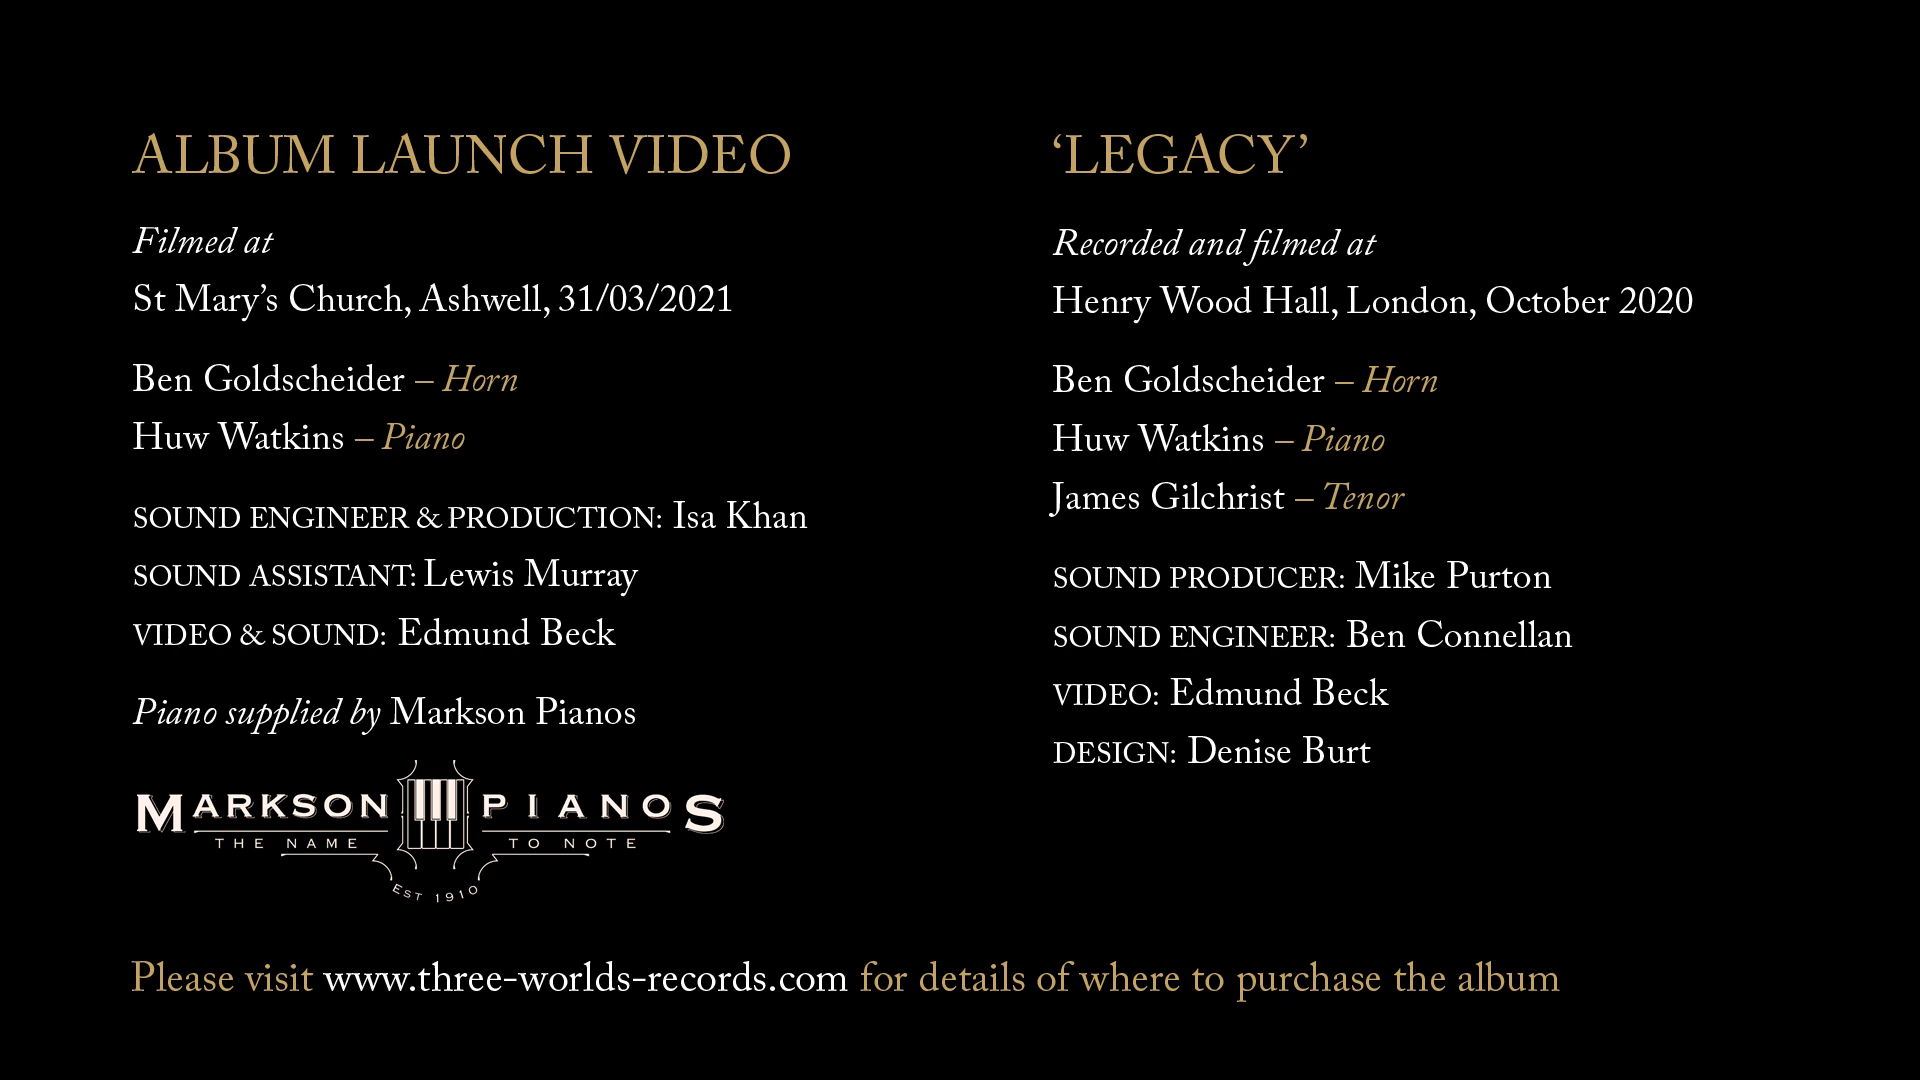 ALBUM LAUNCH VIDEO
Filmed at
St Mary’s Church, Ashwell, 31/03/2021
Ben Goldscheider – Horn
Huw Watkins – Piano
SOUND ENGINEER & PRODUCTION: Isa Khan
SOUND ASSISTANT: Lewis Murray
VIDEO & SOUND: Edmund Beck
Piano supplied by Markson Pianos
MARKSON PIANOS
THE NAME TO NOTE
EST 1910
‘LEGACY’
Recorded and filmed at
Henry Wood Hall, London, October 2020
Ben Goldscheider – Horn
Huw Watkins – Piano
James Gilchrist – Tenor
SOUND PRODUCER: Mike Purton
SOUND ENGINEER: Ben Connellan
VIDEO: Edmund Beck
DESIGN: Denise Burt
Please visit www.three-worlds-records.com for details of where to purchase the album